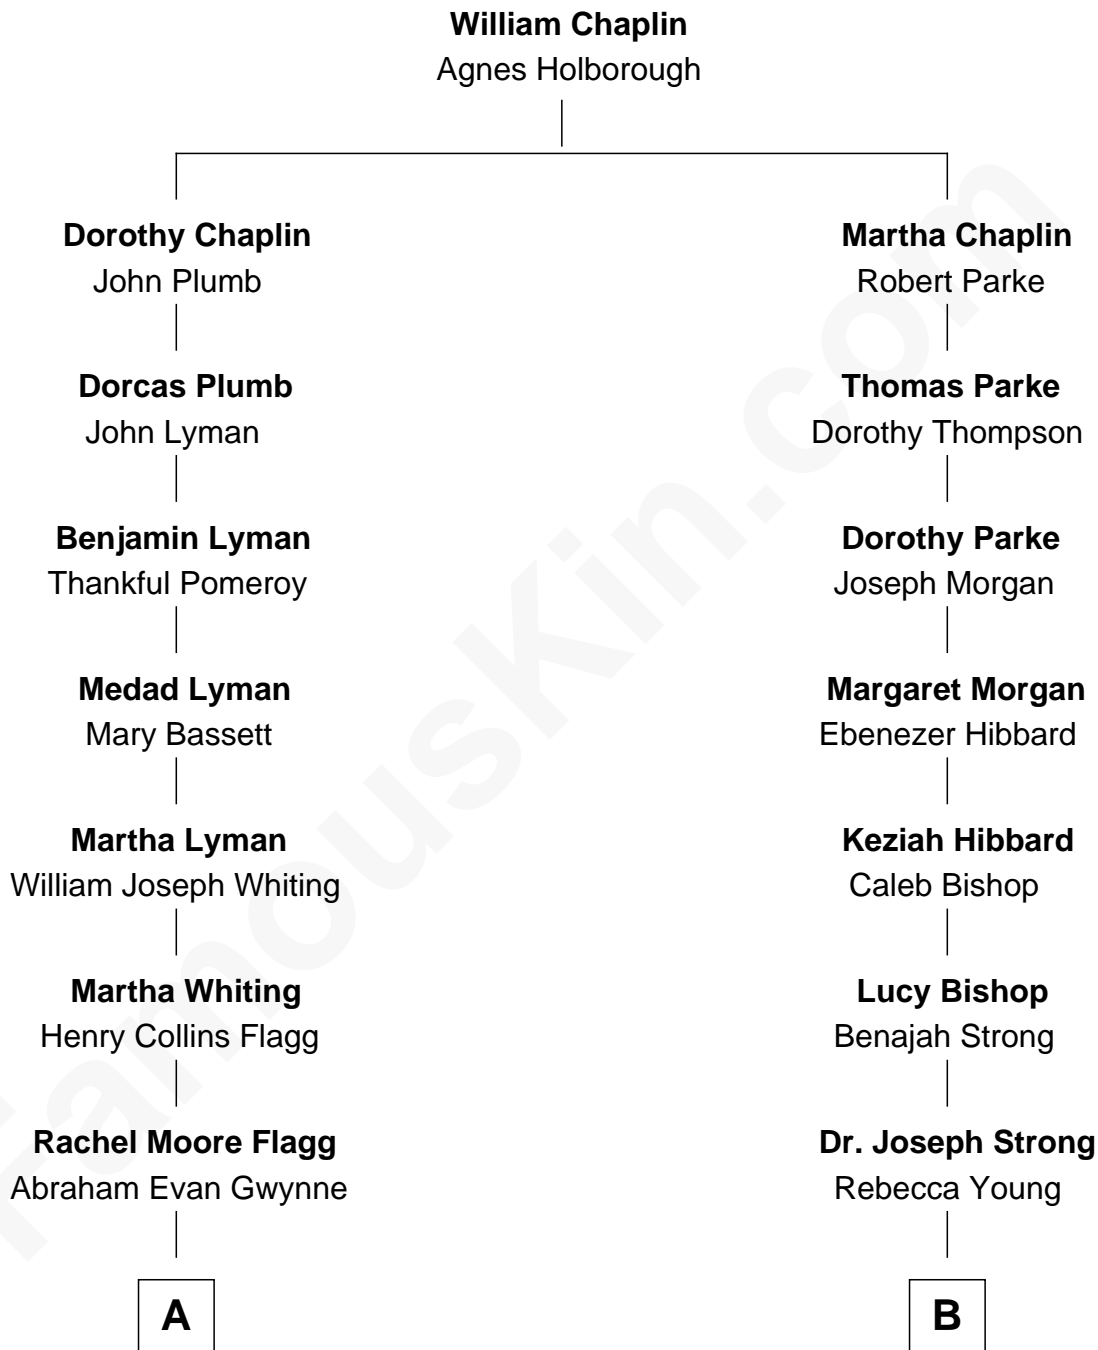 William Chaplin
Agnes Holborough
Dorothy Chaplin
John Plumb
Martha Chaplin
Robert Parke
Dorcas Plumb
John Lyman
Thomas Parke
Dorothy Thompson
Benjamin Lyman
Thankful Pomeroy
Dorothy Parke
Joseph Morgan
Medad Lyman
Mary Bassett
Margaret Morgan
Ebenezer Hibbard
Martha Lyman
William Joseph Whiting
Keziah Hibbard
Caleb Bishop
Martha Whiting
Henry Collins Flagg
Lucy Bishop
Benajah Strong
Rachel Moore Flagg
Abraham Evan Gwynne
Dr. Joseph Strong
Rebecca Young
A
B
FamousKin.com